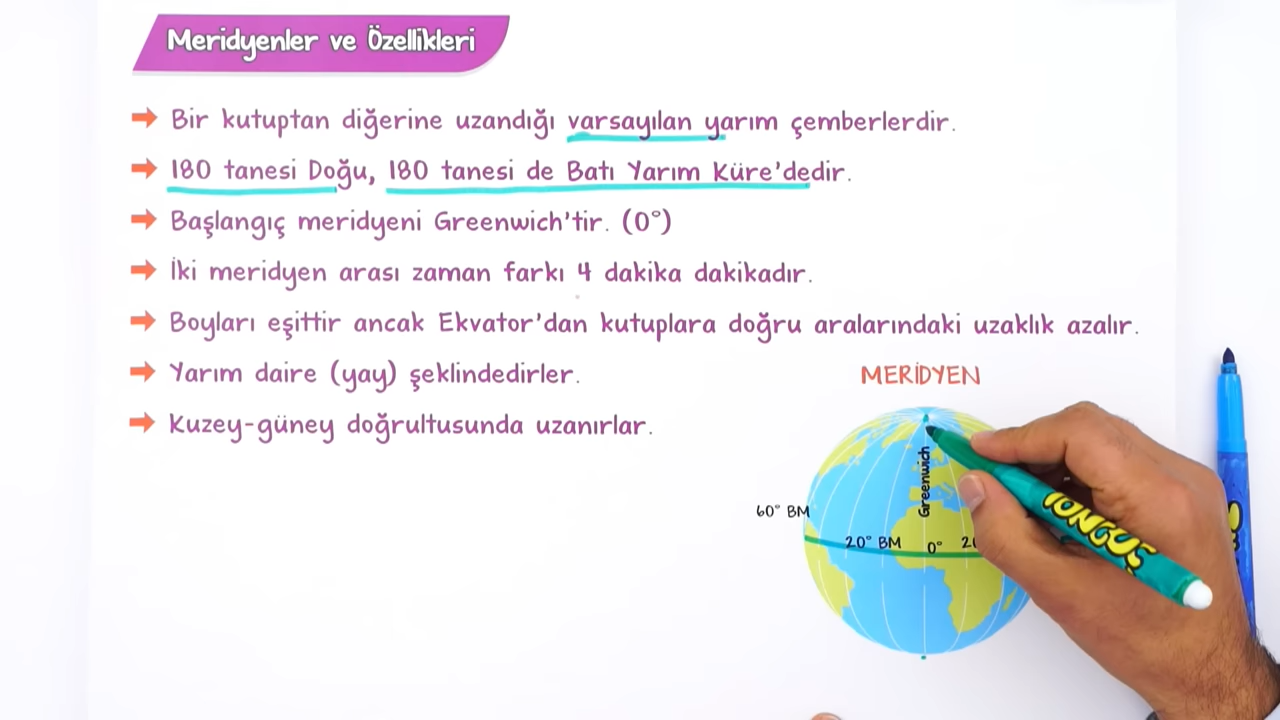 Meridyenler ve Özellikleri
➡ Bir kutuptan diğerine uzandığı varsayılan yarım çemberlerdir.
➡ 180 tanesi Doğu, 180 tanesi de Batı Yarım Küre'dedir.
➡ Başlangıç meridyeni Greenwich'tir. (0°)
➡ İki meridyen arası zaman farkı 4 dakika dakikadır.
➡ Boyları eşittir ancak Ekvator'dan kutuplara doğru aralarındaki uzaklık azalır.
➡ Yarım daire (yay) şeklindedirler.
➡ Kuzey-güney doğrultusunda uzanırlar.
MERİDYEN
Greenwich
60° BM
20° BM 0°
TONGUÇ